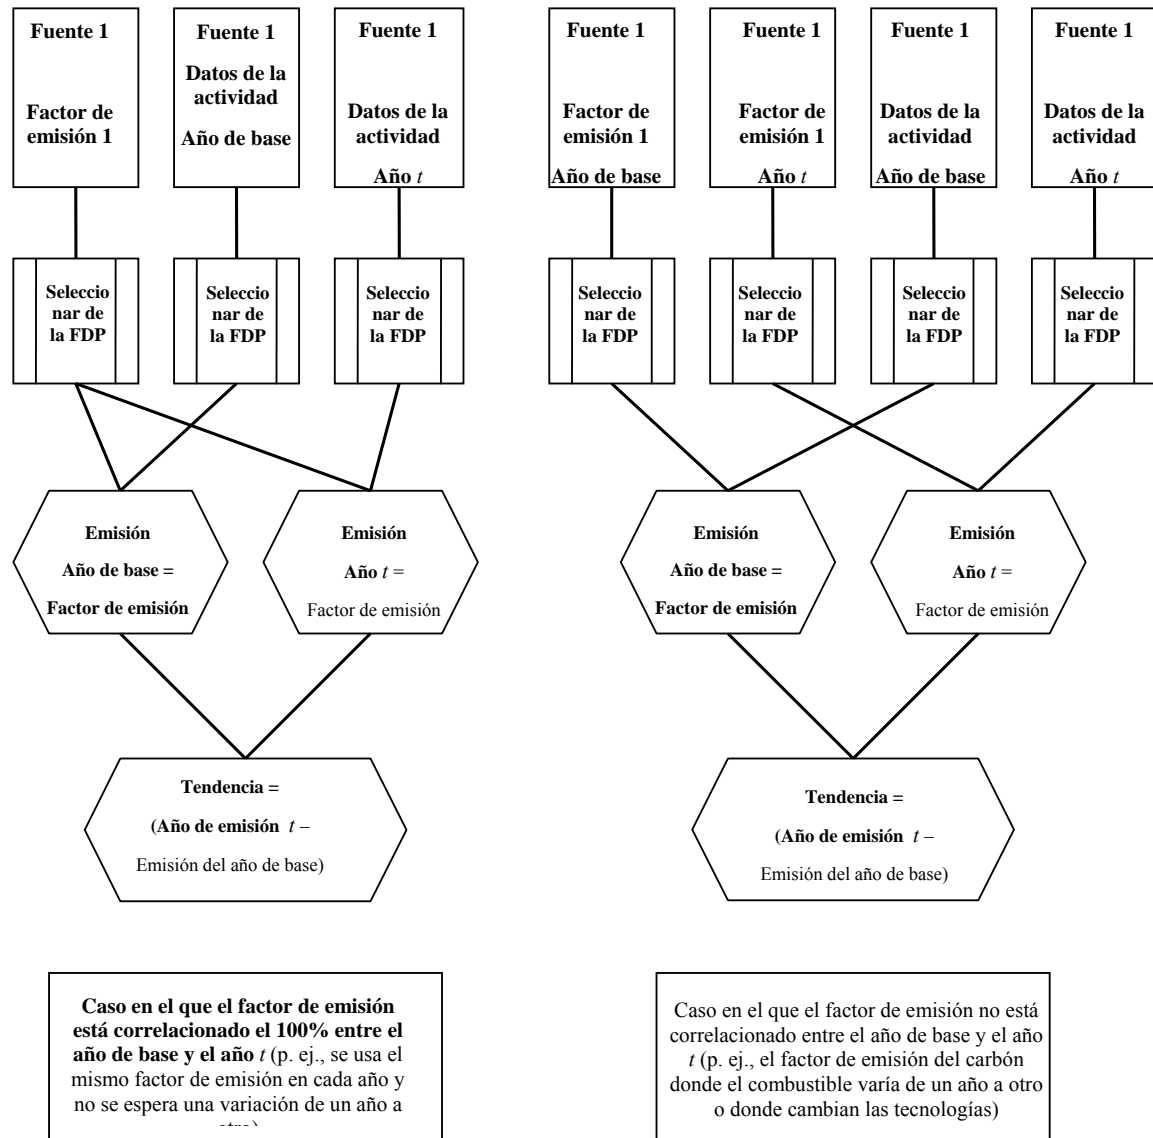 Fuente 1
Factor de
emisión 1
Fuente 1
Datos de la
actividad
Año de base
Fuente 1
Datos de la
actividad
Año t
Fuente 1
Factor de
emisión 1
Año de base
Fuente 1
Factor de
emisión 1
Año t
Fuente 1
Datos de la
actividad
Año de base
Fuente 1
Datos de la
actividad
Año t
Seleccio
nar de
la FDP
Seleccio
nar de
la FDP
Seleccio
nar de
la FDP
Seleccio
nar de
la FDP
Seleccio
nar de
la FDP
Seleccio
nar de
la FDP
Seleccio
nar de
la FDP
Emisión
Año de base =
Factor de emisión
Emisión
Año t =
Factor de emisión
Emisión
Año de base =
Factor de emisión
Emisión
Año t =
Factor de emisión
Tendencia =
(Año de emisión t –
Emisión del año de base)
Tendencia =
(Año de emisión t –
Emisión del año de base)
Caso en el que el factor de emisión
está correlacionado el 100% entre el
año de base y el año t (p. ej., se usa el
mismo factor de emisión en cada año y
no se espera una variación de un año a
Caso en el que el factor de emisión no está
correlacionado entre el año de base y el año
t (p. ej., el factor de emisión del carbón
donde el combustible varía de un año a otro
o donde cambian las tecnologías)